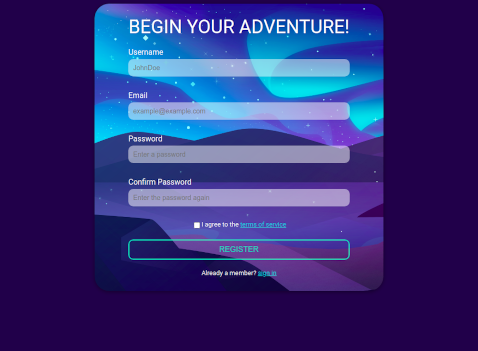 BEGIN YOUR ADVENTURE!
Username
JohnDoe
Email
example@example.com
Password
Enter a password
Confirm Password
Enter the password again
I agree to the terms of service
REGISTER
Already a member? sign in